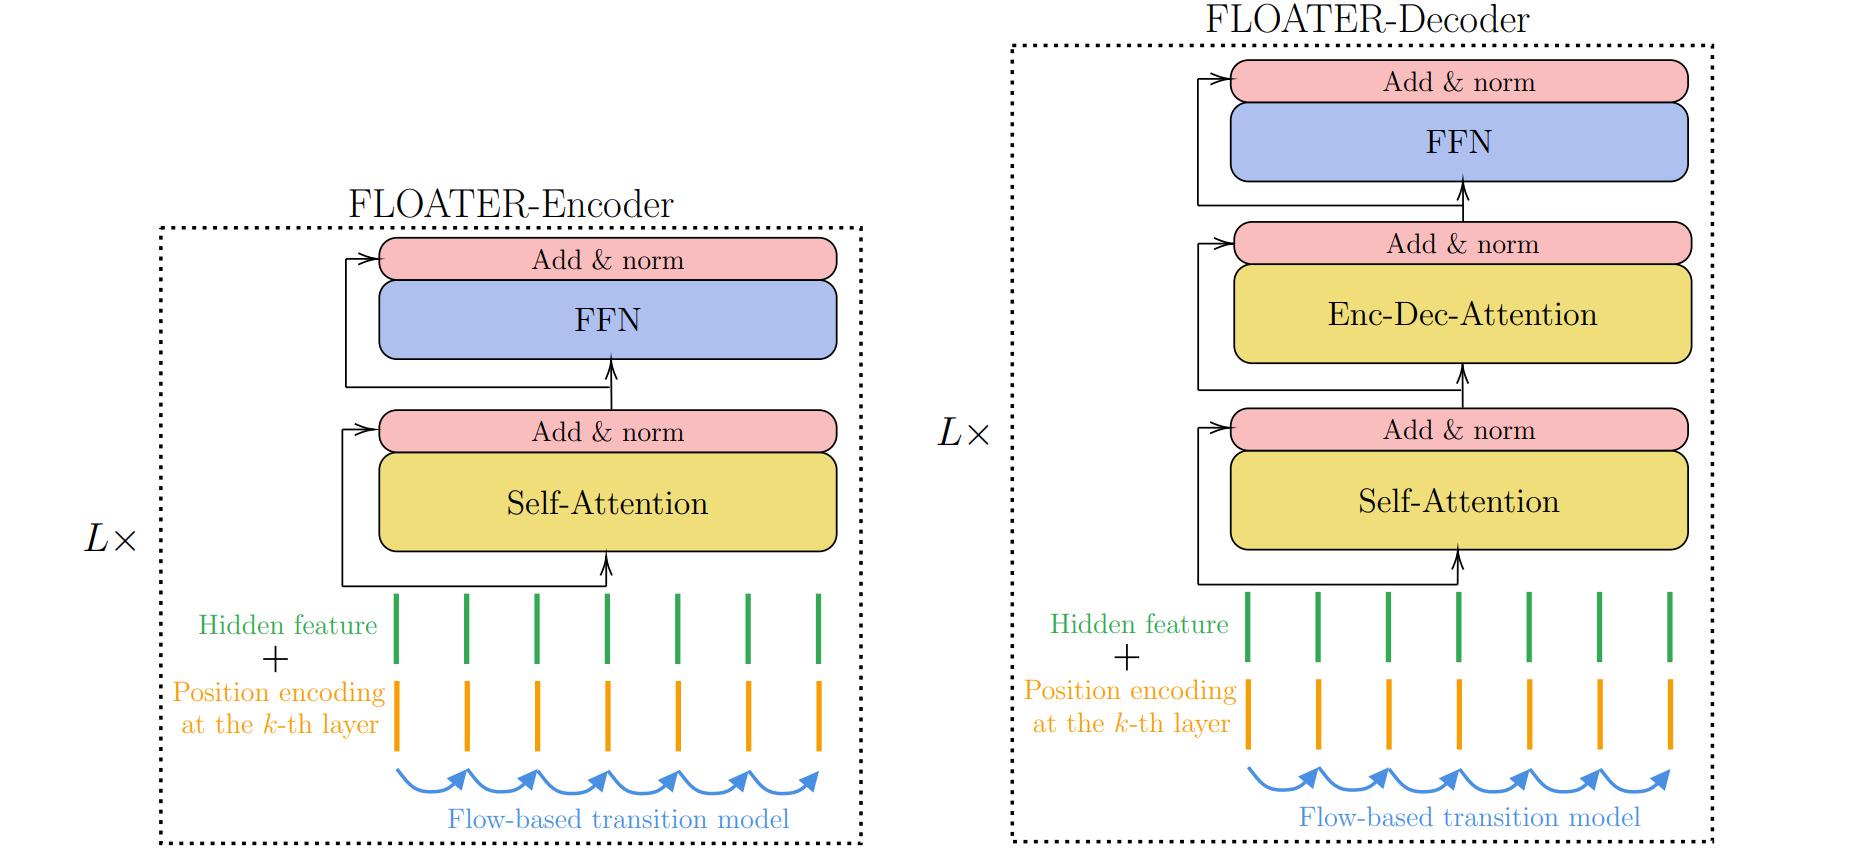 FLOATER-Encoder
Add & norm
FFN
Add & norm
Self-Attention
L×
Hidden feature
+
Position encoding
at the k-th layer
Flow-based transition model
FLOATER-Decoder
Add & norm
FFN
Add & norm
Enc-Dec-Attention
L×
Add & norm
Self-Attention
Hidden feature
+
Position encoding
at the k-th layer
Flow-based transition model